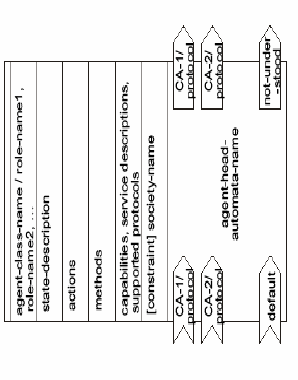 agent-class-name / role-name1,
role-name2, ...
state-description
actions
methods
capabilities, service descriptions,
supported protocols
[constraint] society-name
CA-1/
protocol
CA-2/
protocol
default
agent-head-
automata-name
CA-1/
protocol
CA-2/
protocol
not-under-
stood